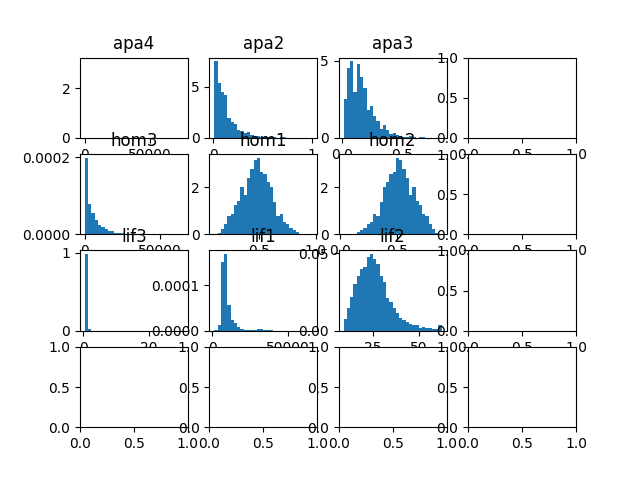 apa4 apa2 apa3
2 5 5 1.0
0.5
0 0 0 0.0
0 50000 0 1 0.0 0.5 0.0 0.5 1.0
hom3 hom1 hom2
0.0002 2 2 1.0
0.5
0.0000 0 0 0.0
0 50000 0.5 1.0 0 0.0 0.5 1.0
lif3 lif1 lif2
1 0.0001 0.05 1.0
0.5
0 0.0000 0.00 0.0
0 20 0 50000 25 50 0.0 0.5 1.0
1.0 1.0 1.0 1.0
0.5 0.5 0.5 0.5
0.0 0.0 0.0 0.0
0.0 0.5 1.0 0.0 0.5 1.0 0.0 0.5 1.0 0.0 0.5 1.0